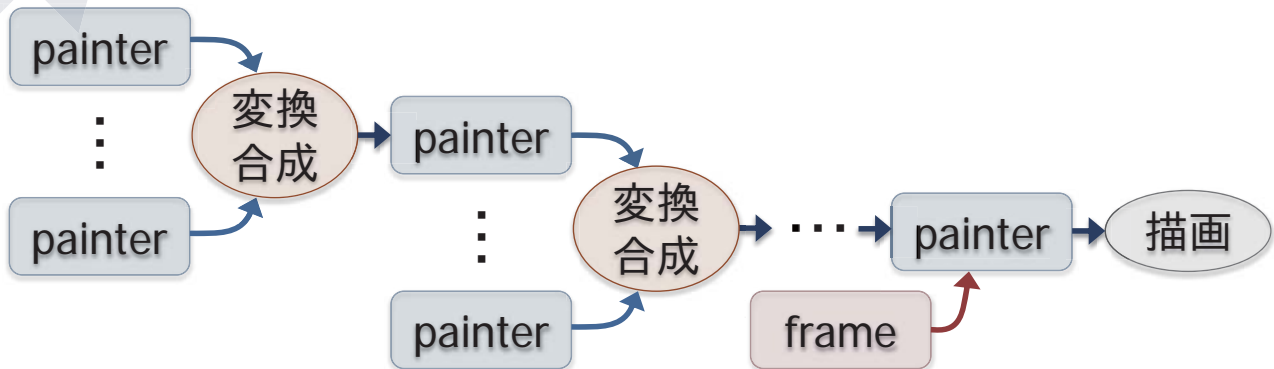 painter
⋮
painter
変換
合成
painter
⋮
painter
変換
合成
…
painter
frame
描画